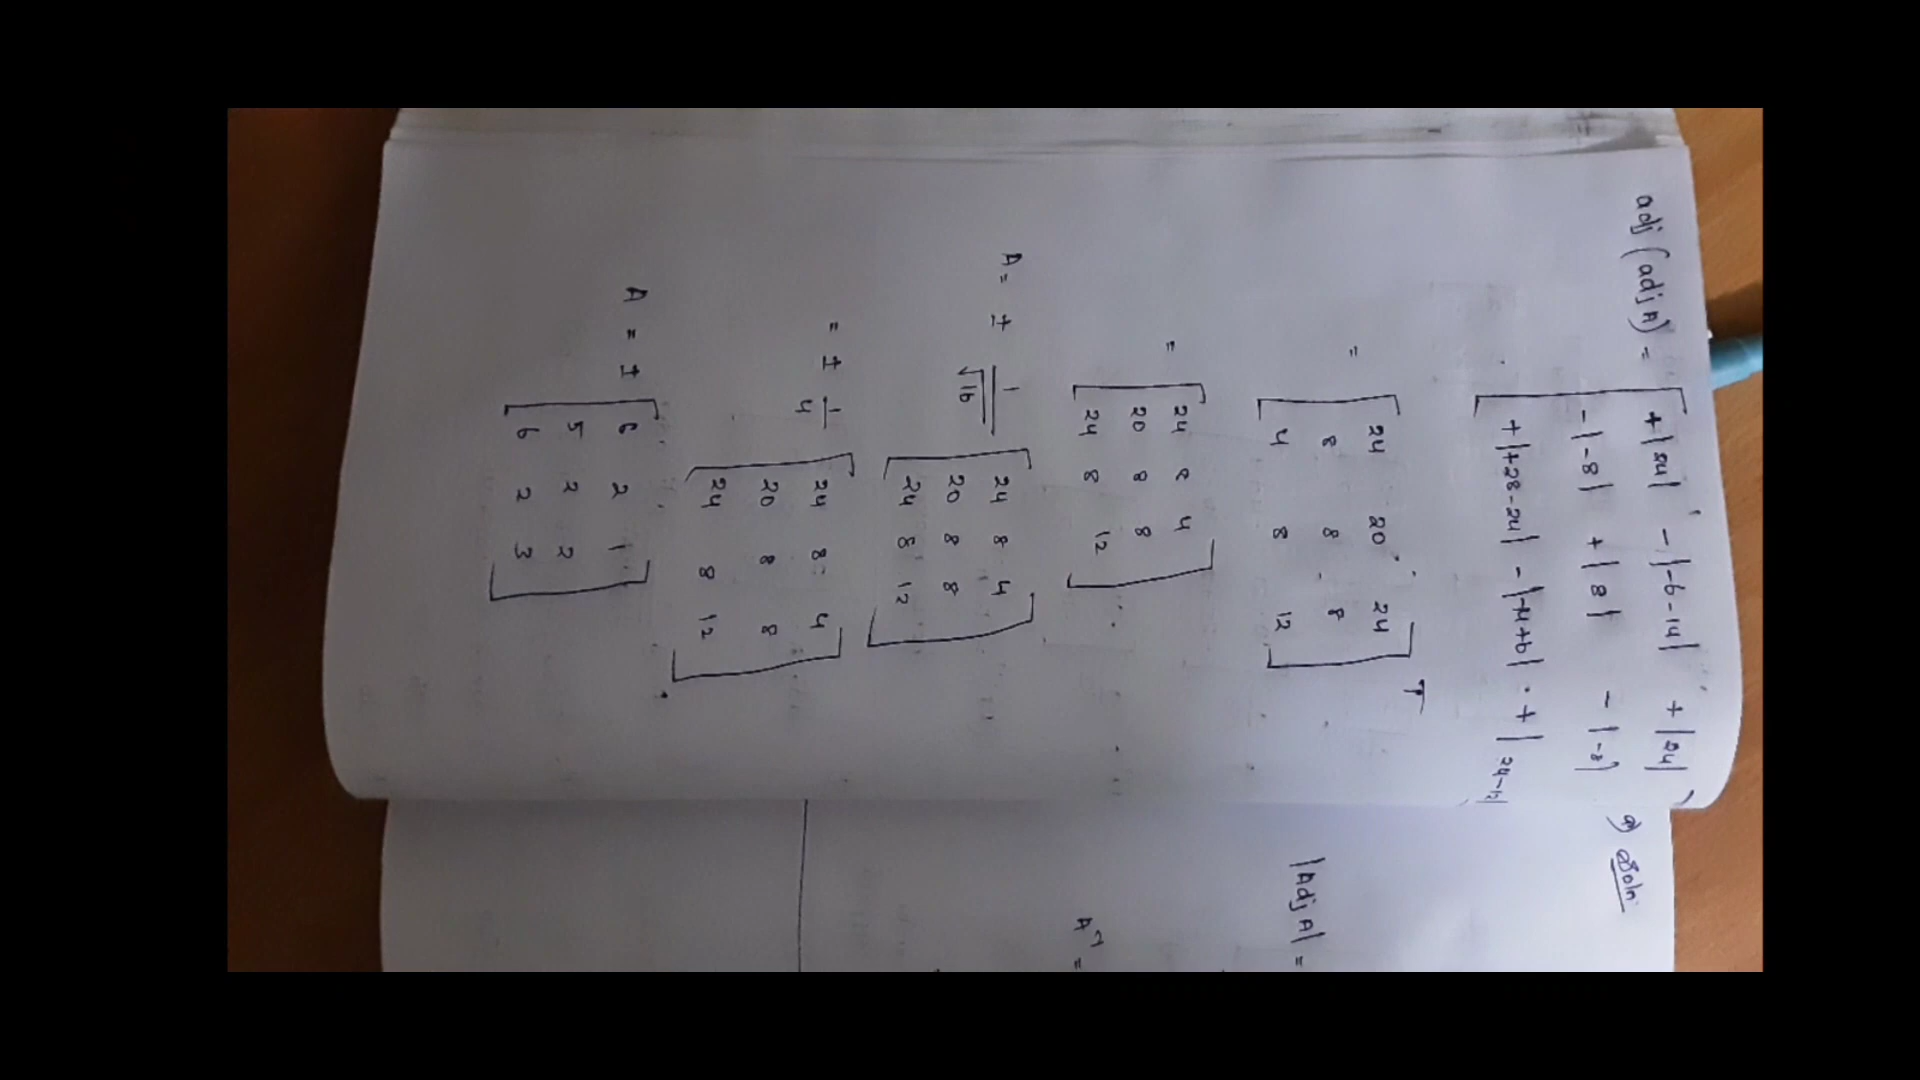 adj (adj A) = [ +|24| -|-6-14| +|24|
-|-8| +|8| -|-8|
+|+28-24| -|-14+6| +|24-12|
= [ 24 20 24
8 8 8
4 8 12 ] T
= [ 24 8 4
20 8 8
24 8 12 ]
A = ± 1/√16 [ 24 8 4
20 8 8
24 8 12 ]
= ± 1/4 [ 24 8 4
20 8 8
24 8 12 ]
A = ± [ 6 2 1
5 2 2
6 2 3 ]
Soln
|Adj A| =